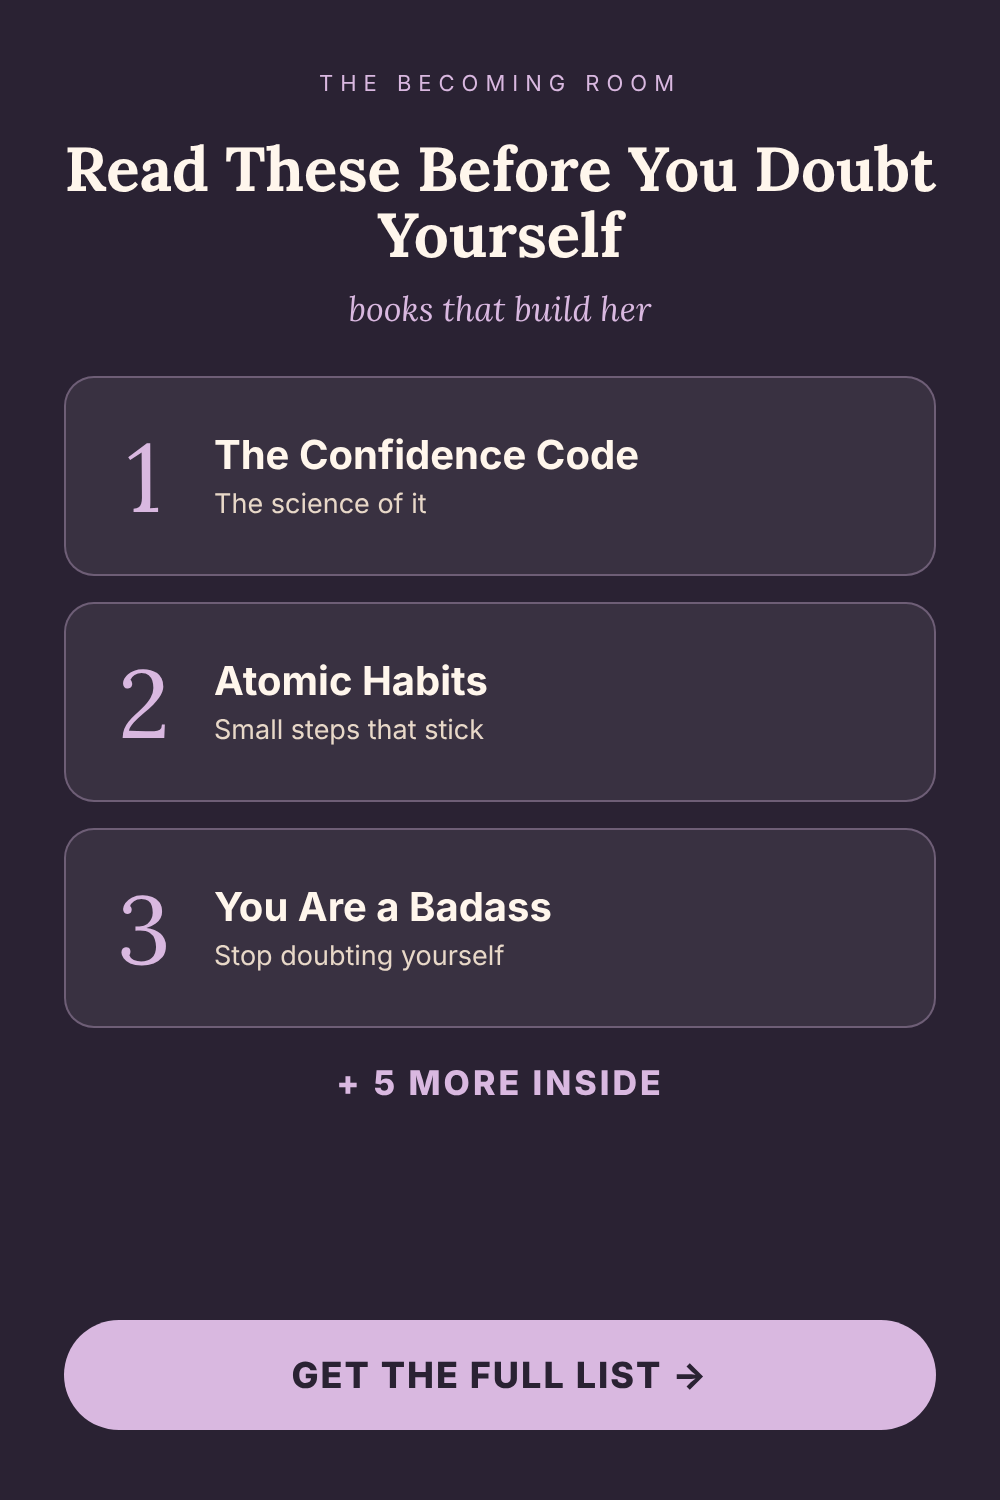 THE BECOMING ROOM
Read These Before You Doubt
Yourself
books that build her
1
The Confidence Code
The science of it
2
Atomic Habits
Small steps that stick
3
You Are a Badass
Stop doubting yourself
+ 5 MORE INSIDE
GET THE FULL LIST →